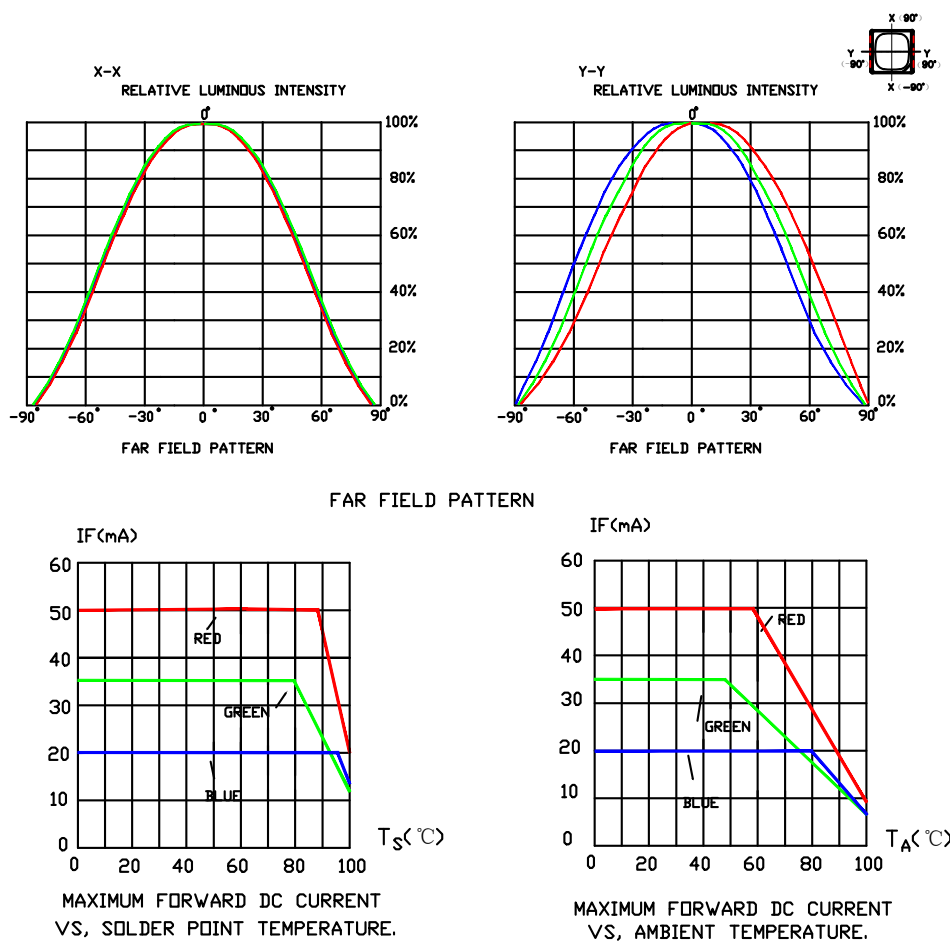 X (90°)
Y Y
(-90°) (90°)
X (-90°)
X-X
RELATIVE LUMINOUS INTENSITY
0°
100%
80%
60%
40%
20%
0%
-90° -60° -30° 0° 30° 60° 90°
FAR FIELD PATTERN
Y-Y
RELATIVE LUMINOUS INTENSITY
0°
100%
80%
60%
40%
20%
0%
-90° -60° -30° 0° 30° 60° 90°
FAR FIELD PATTERN
FAR FIELD PATTERN
IF(mA)
60
50
40
30
20
10
0
RED
GREEN
BLUE
0 20 40 60 80 100
TS(℃)
MAXIMUM FORWARD DC CURRENT
VS, SOLDER POINT TEMPERATURE.
IF(mA)
60
50
40
30
20
10
0
RED
GREEN
BLUE
0 20 40 60 80 100
TA(℃)
MAXIMUM FORWARD DC CURRENT
VS, AMBIENT TEMPERATURE.